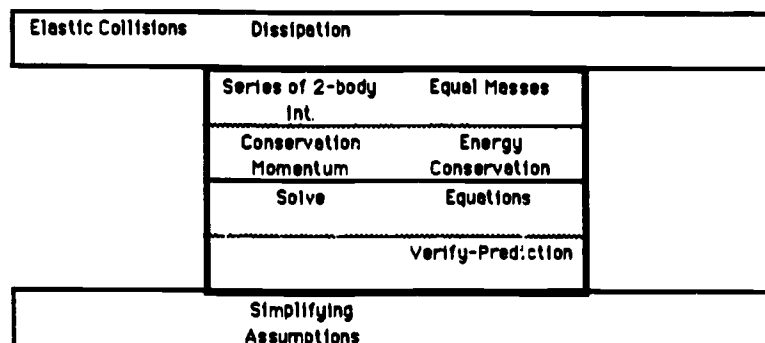 Elastic Collisions Dissipation
Series of 2-body Equal Masses
Int.
Conservation Energy
Momentum Conservation
Solve Equations
Verify-Prediction
Simplifying
Assumptions